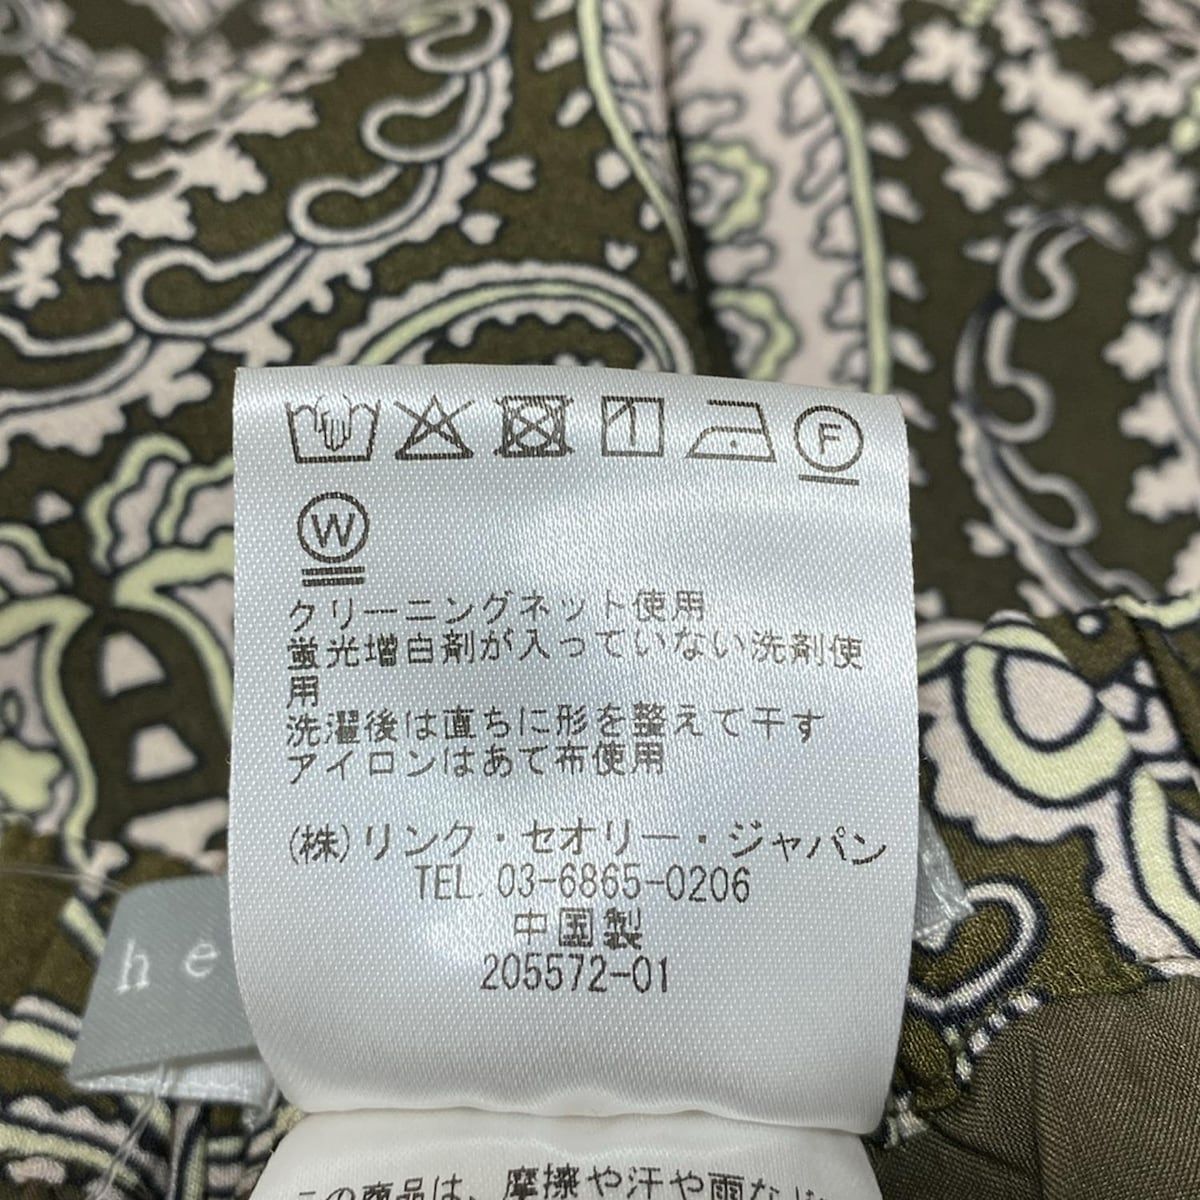 F
W
クリーニングネット使用
蛍光増白剤が入っていない洗剤使
用
洗濯後は直ちに形を整えて干す
アイロンはあて布使用
(株)リンク・セオリー・ジャパン
TEL. 03-6865-0206
中国製
205572-01
he
この商品は、摩擦や汗や雨など